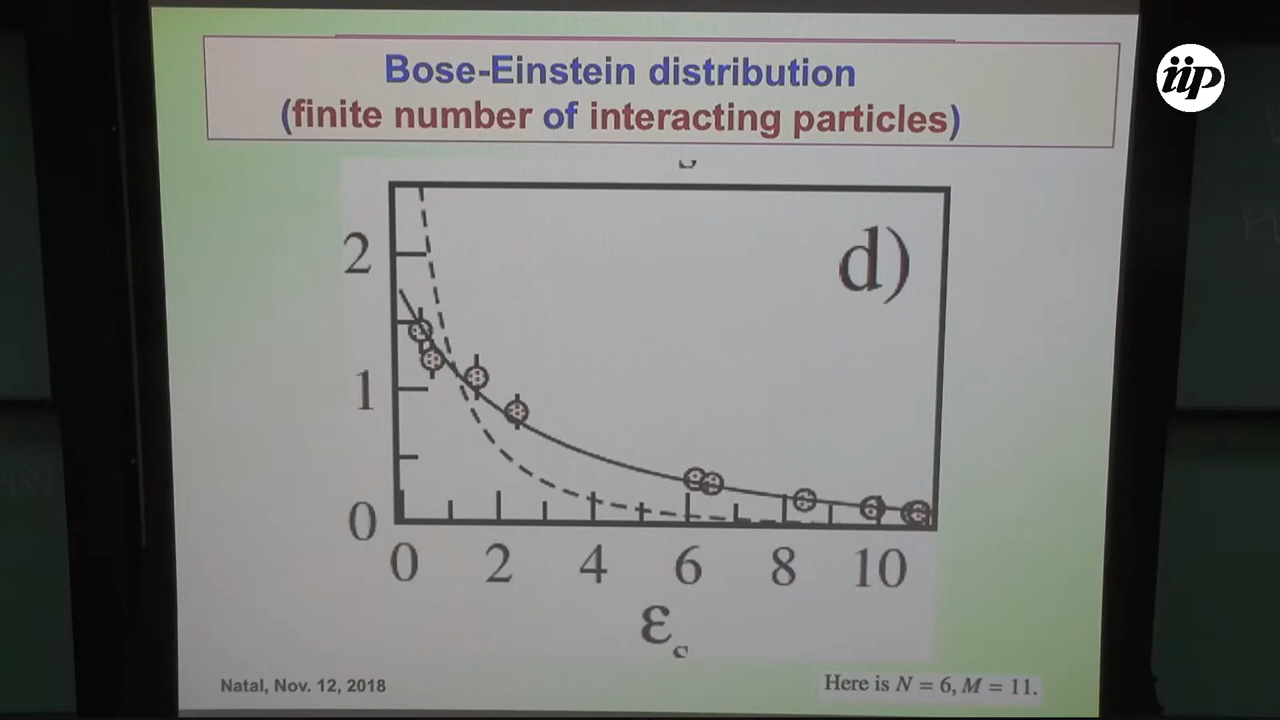 Bose-Einstein distribution
(finite number of interacting particles)
iip
d)
2
1
0
0 2 4 6 8 10
Natal, Nov. 12, 2018
Here is N = 6, M = 11.